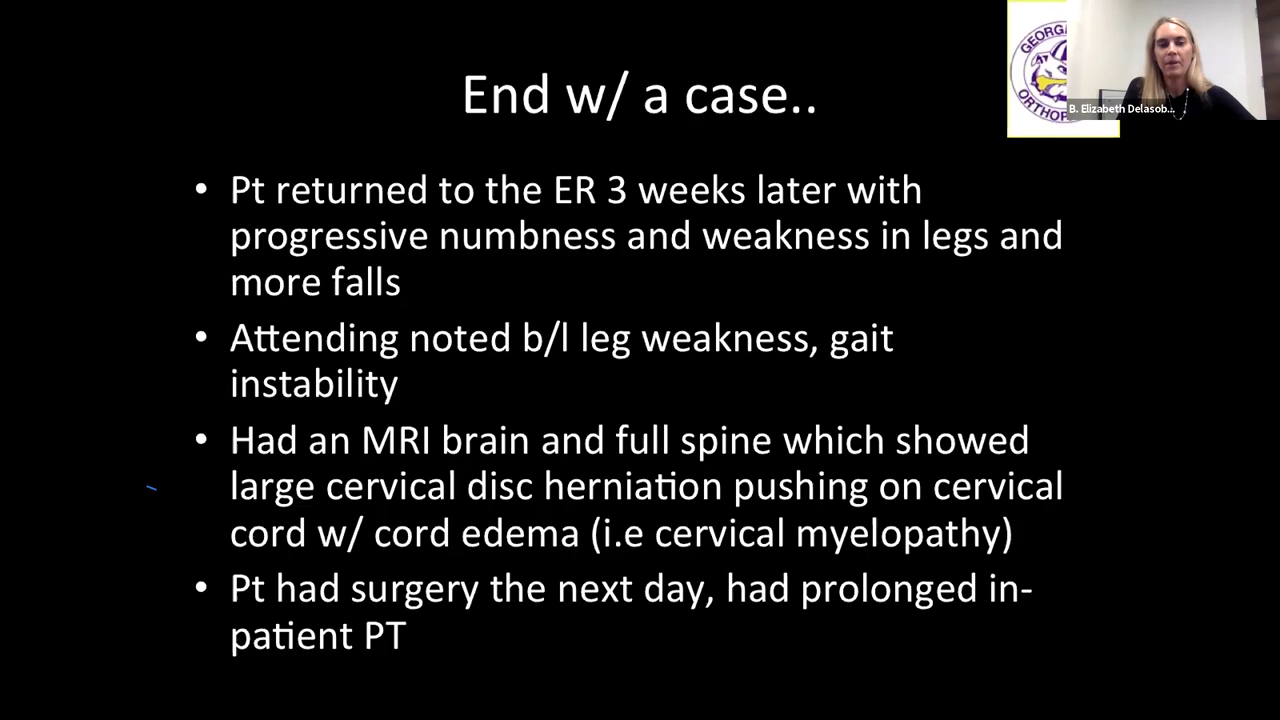 End w/ a case..
GEORG
ORTHOP
B. Elizabeth Delasob...
• Pt returned to the ER 3 weeks later with
progressive numbness and weakness in legs and
more falls
• Attending noted b/l leg weakness, gait
instability
• Had an MRI brain and full spine which showed
large cervical disc herniation pushing on cervical
cord w/ cord edema (i.e cervical myelopathy)
• Pt had surgery the next day, had prolonged in-
patient PT